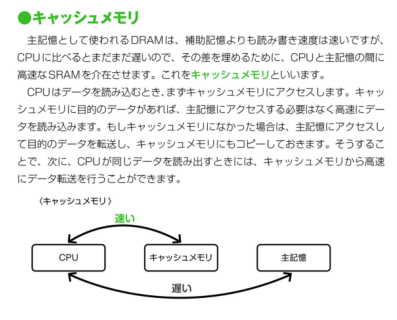 ●キャッシュメモリ
主記憶として使われるDRAMは、補助記憶よりも読み書き速度は速いですが、
CPUに比べるとまだまだ遅いので、その差を埋めるために、CPUと主記憶の間に
高速なSRAMを介在させます。これをキャッシュメモリといいます。
CPUはデータを読み込むとき、まずキャッシュメモリにアクセスします。キャッ
シュメモリに目的のデータがあれば、主記憶にアクセスする必要はなく高速にデー
タを読み込みます。もしキャッシュメモリになかった場合は、主記憶にアクセスし
て目的のデータを転送し、キャッシュメモリにもコピーしておきます。そうするこ
とで、次に、CPUが同じデータを読み出すときには、キャッシュメモリから高速
にデータ転送を行うことができます。
〈キャッシュメモリ〉
速い
CPU
キャッシュメモリ
主記憶
遅い